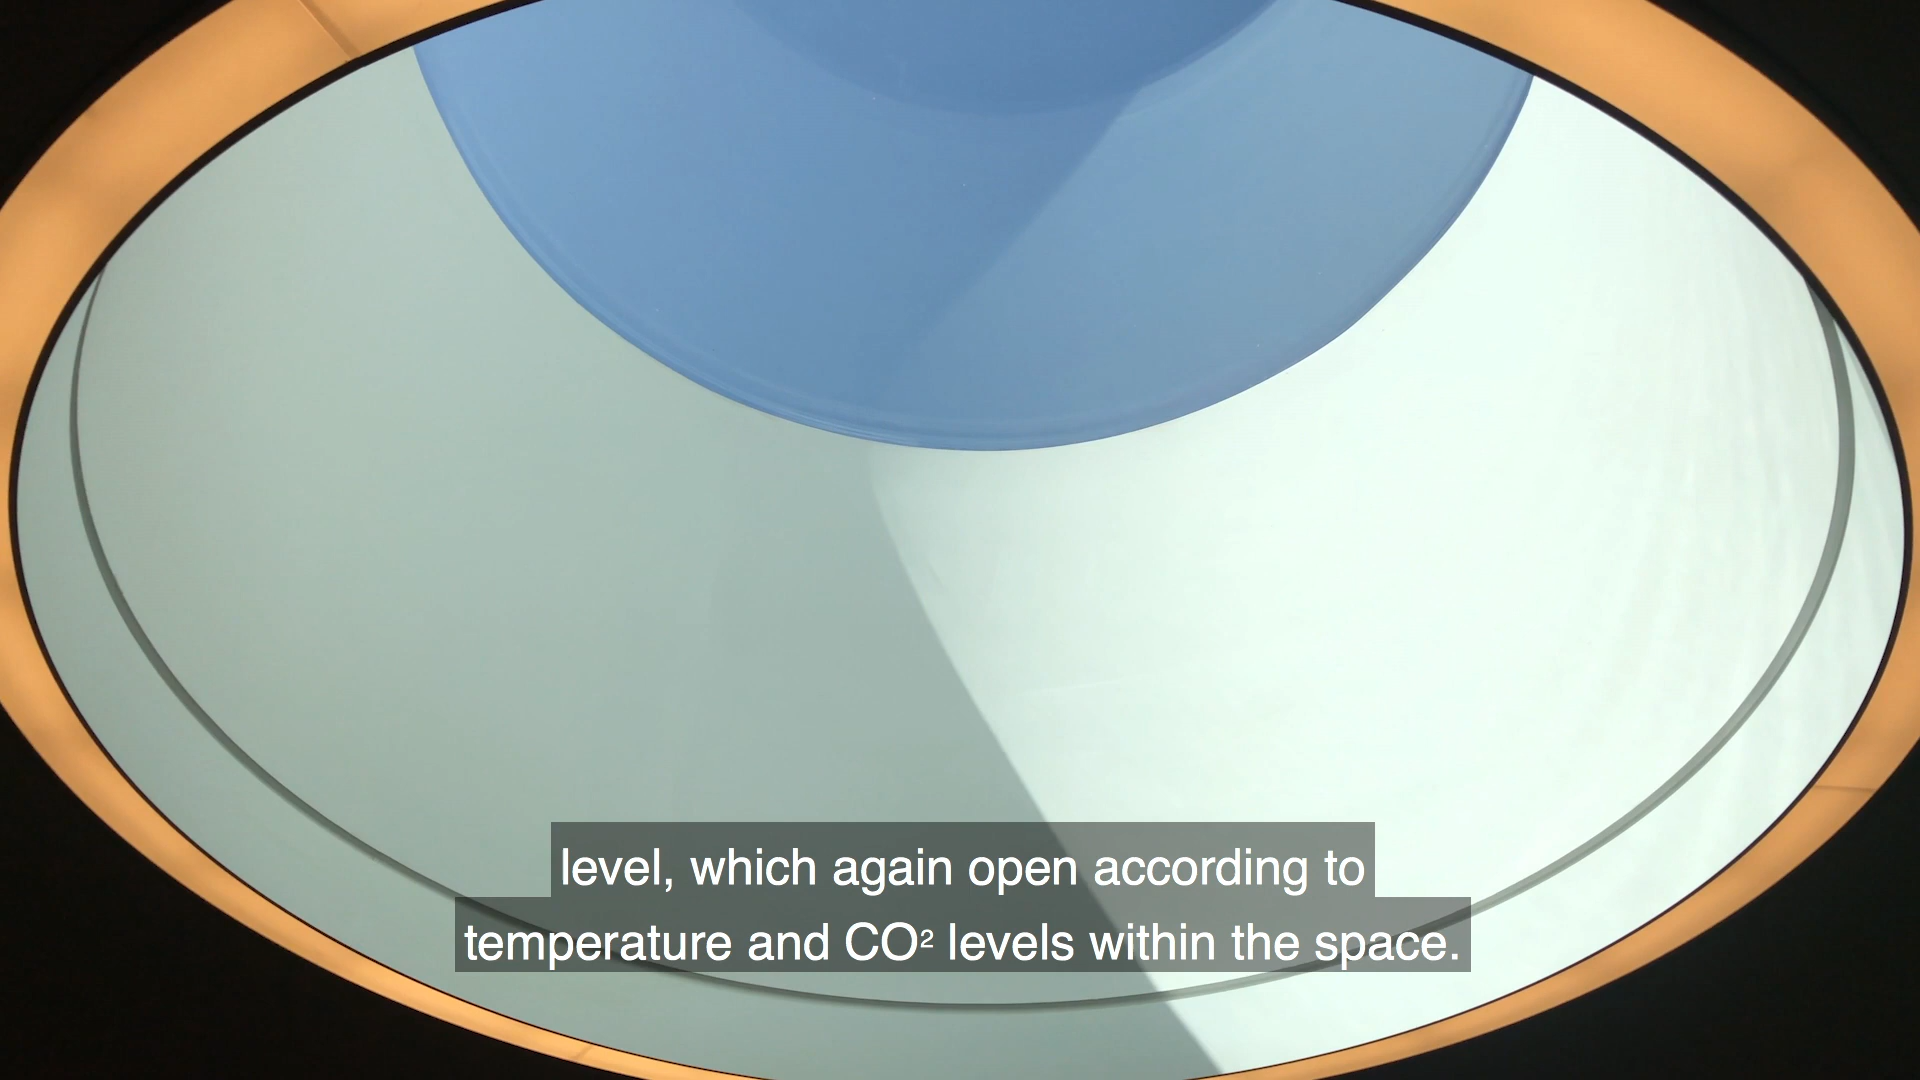 level, which again open according to
temperature and CO² levels within the space.